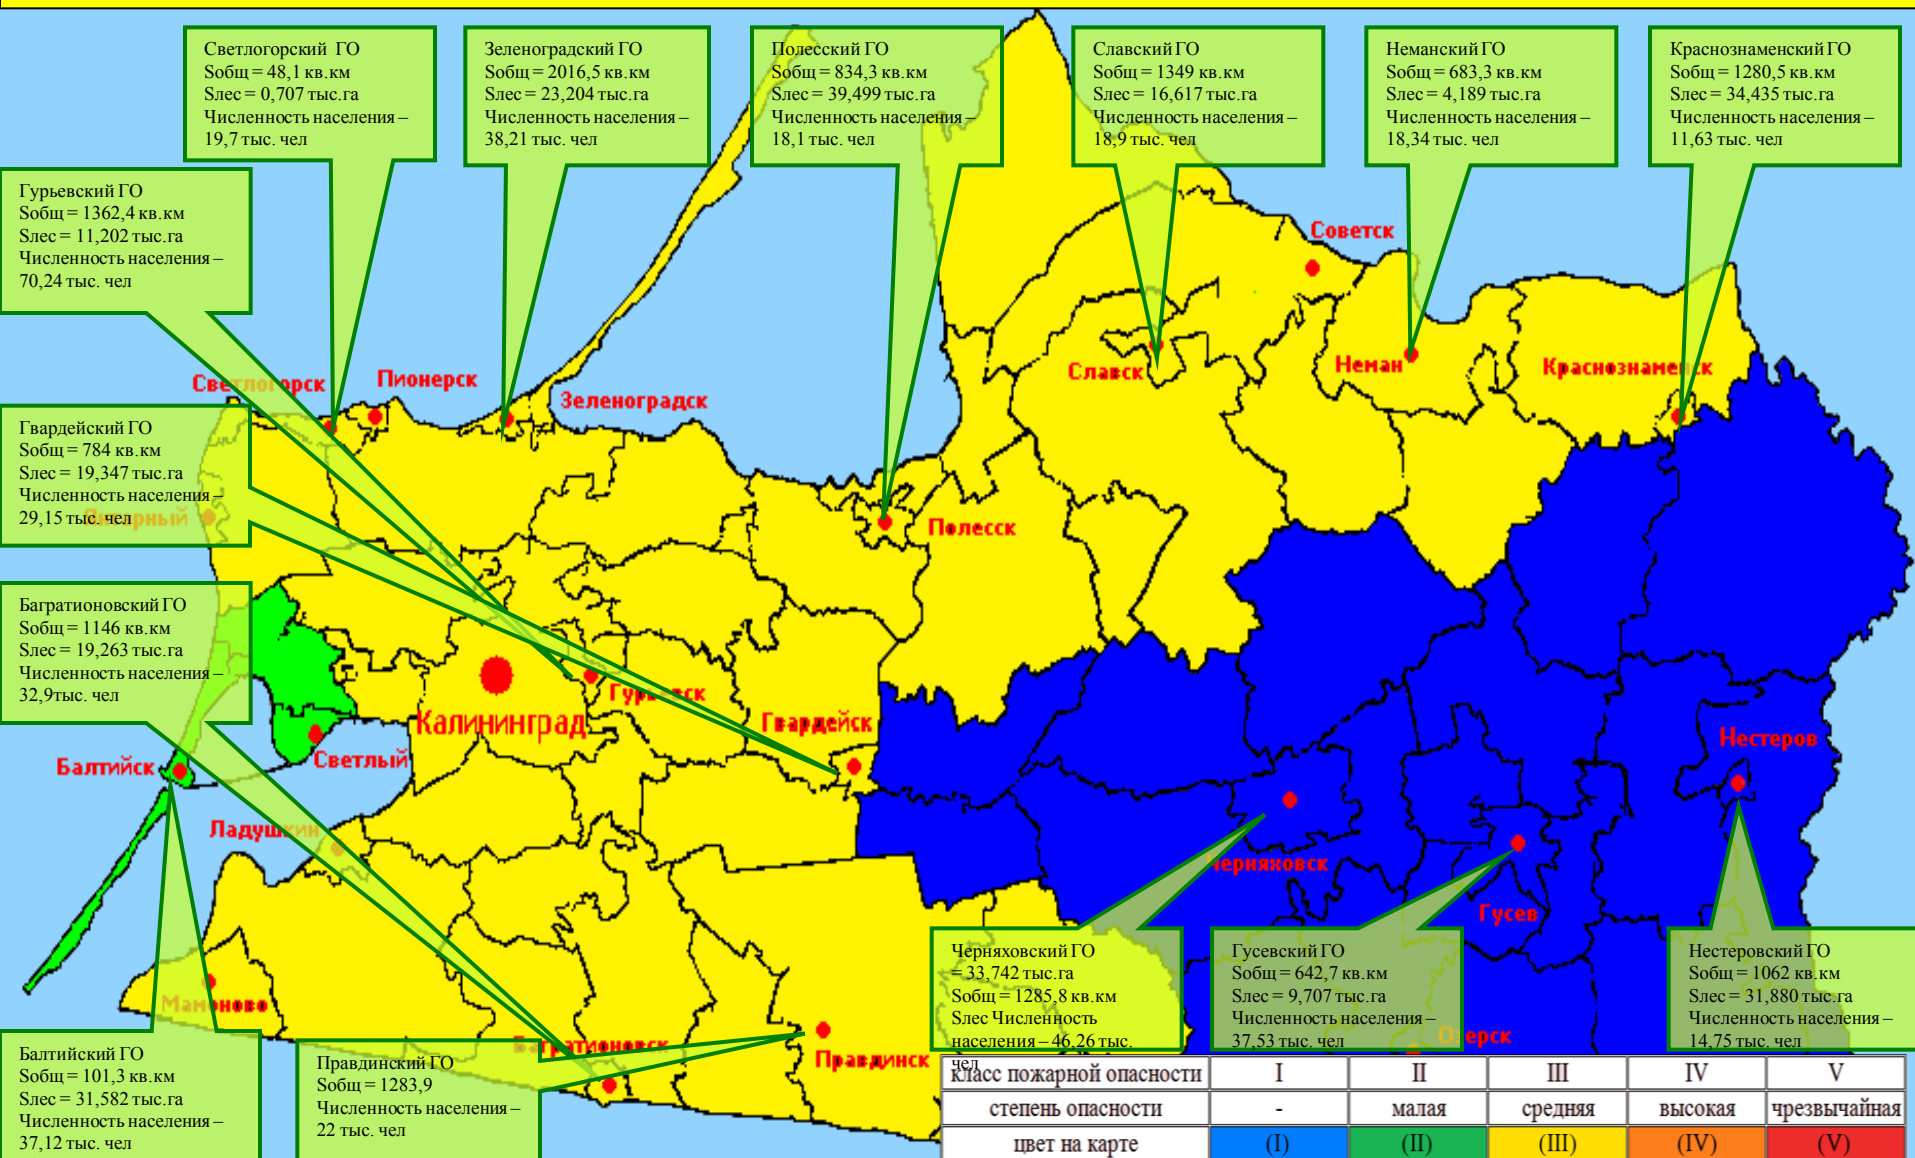 Светлогорский ГО
Sобщ = 48,1 кв.км
Sлес = 0,707 тыс.га
Численность населения –
19,7 тыс. чел
Зеленоградский ГО
Sобщ = 2016,5 кв.км
Sлес = 23,204 тыс.га
Численность населения –
38,21 тыс. чел
Полесский ГО
Sобщ = 834,3 кв.км
Sлес = 39,499 тыс.га
Численность населения –
18,1 тыс. чел
Славский ГО
Sобщ = 1349 кв.км
Sлес = 16,617 тыс.га
Численность населения –
18,9 тыс. чел
Неманский ГО
Sобщ = 683,3 кв.км
Sлес = 4,189 тыс.га
Численность населения –
18,34 тыс. чел
Краснознаменский ГО
Sобщ = 1280,5 кв.км
Sлес = 34,435 тыс.га
Численность населения –
11,63 тыс. чел
Гурьевский ГО
Sобщ = 1362,4 кв.км
Sлес = 11,202 тыс.га
Численность населения –
70,24 тыс. чел
Советск
Светлогорск
Пионерск
Зеленоградск
Славск
Неман
Краснознаменск
Гвардейский ГО
Sобщ = 784 кв.км
Sлес = 19,347 тыс.га
Численность населения –
29,15 тыс. чел
Янтарный
Полесск
Багратионовский ГО
Sобщ = 1146 кв.км
Sлес = 19,263 тыс.га
Численность населения –
32,9тыс. чел
Гурьевск
Калининград
Гвардейск
Нестеров
Балтийск
Светлый
Ладушкин
Черняховск
Гусев
Мамоново
Багратионовск
Правдинск
Озерск
Черняховский ГО
= 33,742 тыс.га
Sобщ = 1285,8 кв.км
Sлес Численность
населения – 46,26 тыс.
чел
Гусевский ГО
Sобщ = 642,7 кв.км
Sлес = 9,707 тыс.га
Численность населения –
37,53 тыс. чел
Нестеровский ГО
Sобщ = 1062 кв.км
Sлес = 31,880 тыс.га
Численность населения –
14,75 тыс. чел
Балтийский ГО
Sобщ = 101,3 кв.км
Sлес = 31,582 тыс.га
Численность населения –
37,12 тыс. чел
Правдинский ГО
Sобщ = 1283,9
Численность населения –
22 тыс. чел
класс пожарной опасности I II III IV V
степень опасности - малая средняя высокая чрезвычайная
цвет на карте (I) (II) (III) (IV) (V)